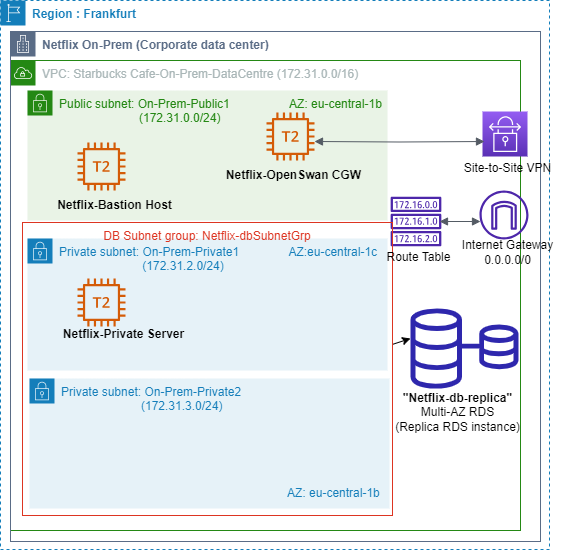 Region : Frankfurt
Netflix On-Prem (Corporate data center)
VPC: Starbucks Cafe-On-Prem-DataCentre (172.31.0.0/16)
Public subnet: On-Prem-Public1
(172.31.0.0/24)
AZ: eu-central-1b
T2
Netflix-OpenSwan CGW
T2
Netflix-Bastion Host
Site-to-Site VPN
172.16.0.0
172.16.1.0
172.16.2.0
Route Table
Internet Gateway
0.0.0.0/0
DB Subnet group: Netflix-dbSubnetGrp
Private subnet: On-Prem-Private1
(172.31.2.0/24)
AZ:eu-central-1c
T2
Netflix-Private Server
"Netflix-db-replica"
Multi-AZ RDS
(Replica RDS instance)
Private subnet: On-Prem-Private2
(172.31.3.0/24)
AZ: eu-central-1b